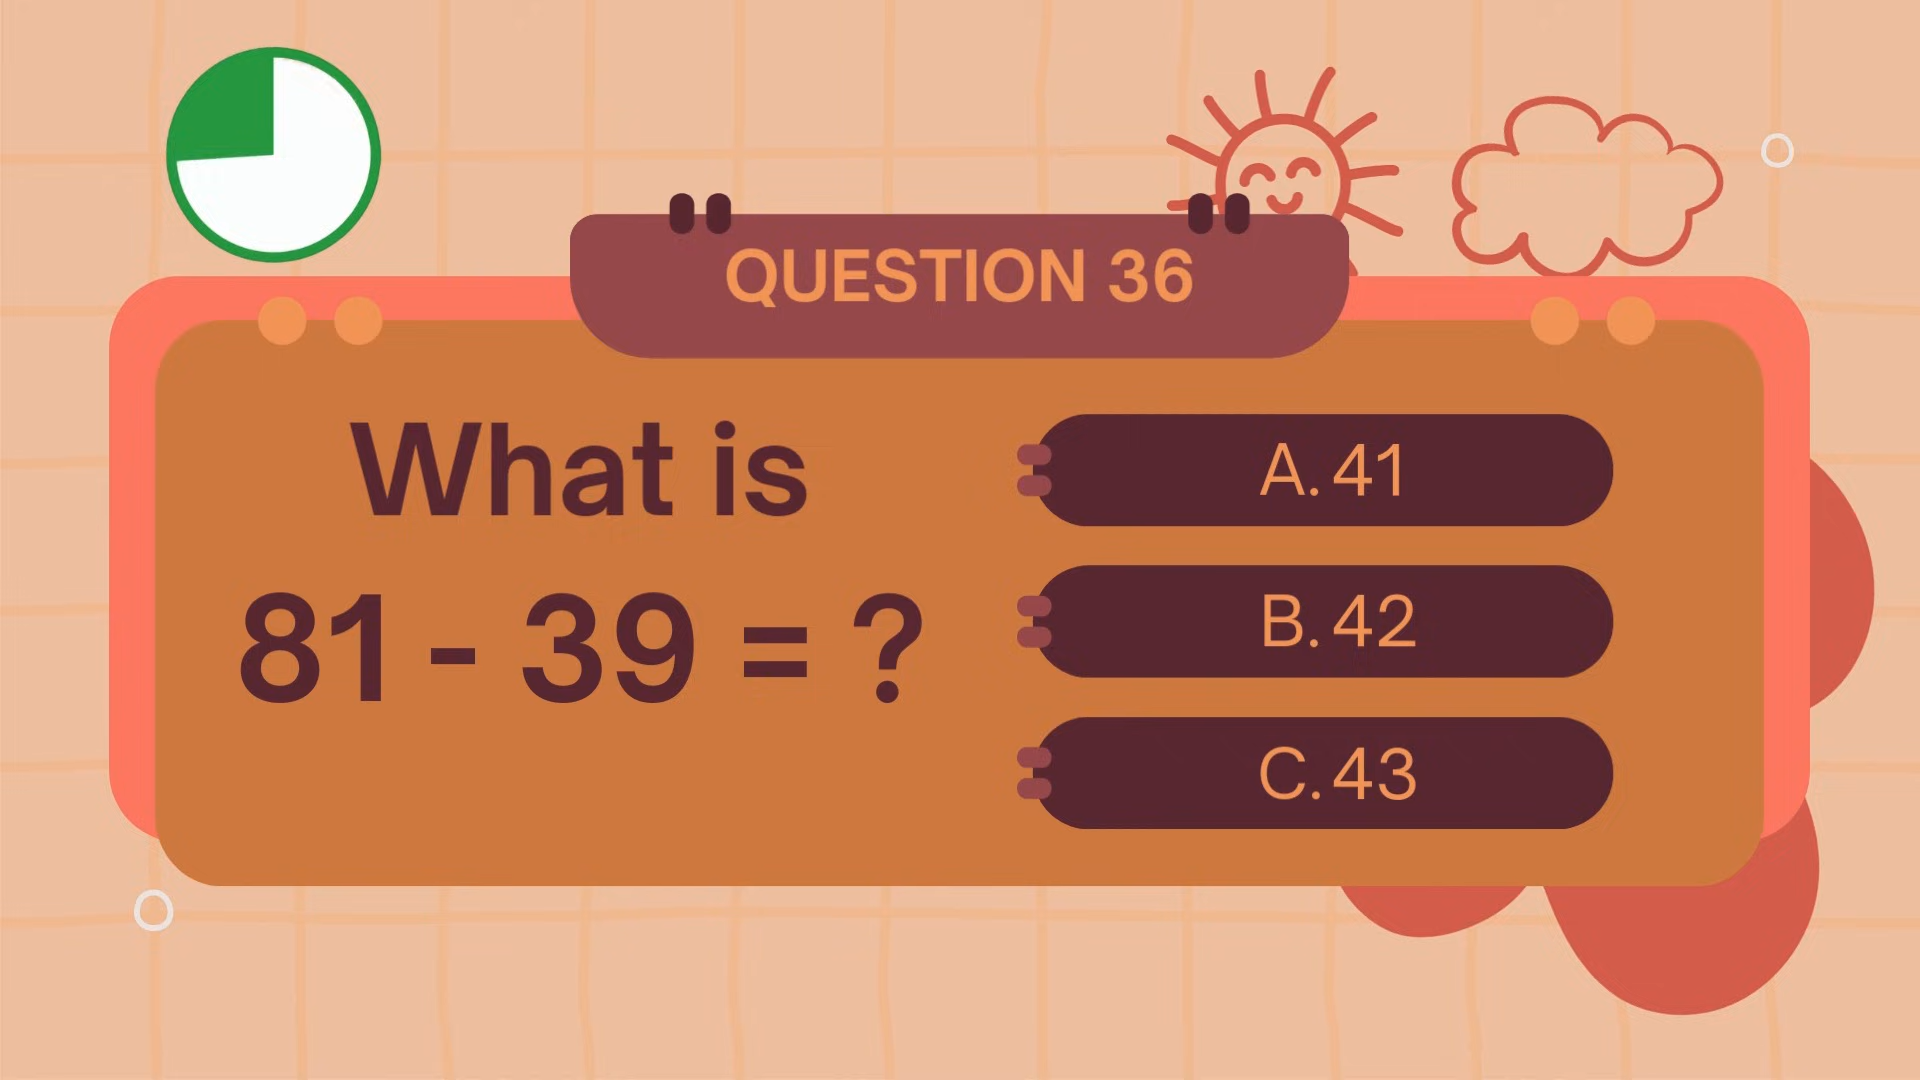 QUESTION 36
What is
81 - 39 = ?
A. 41
B. 42
C. 43